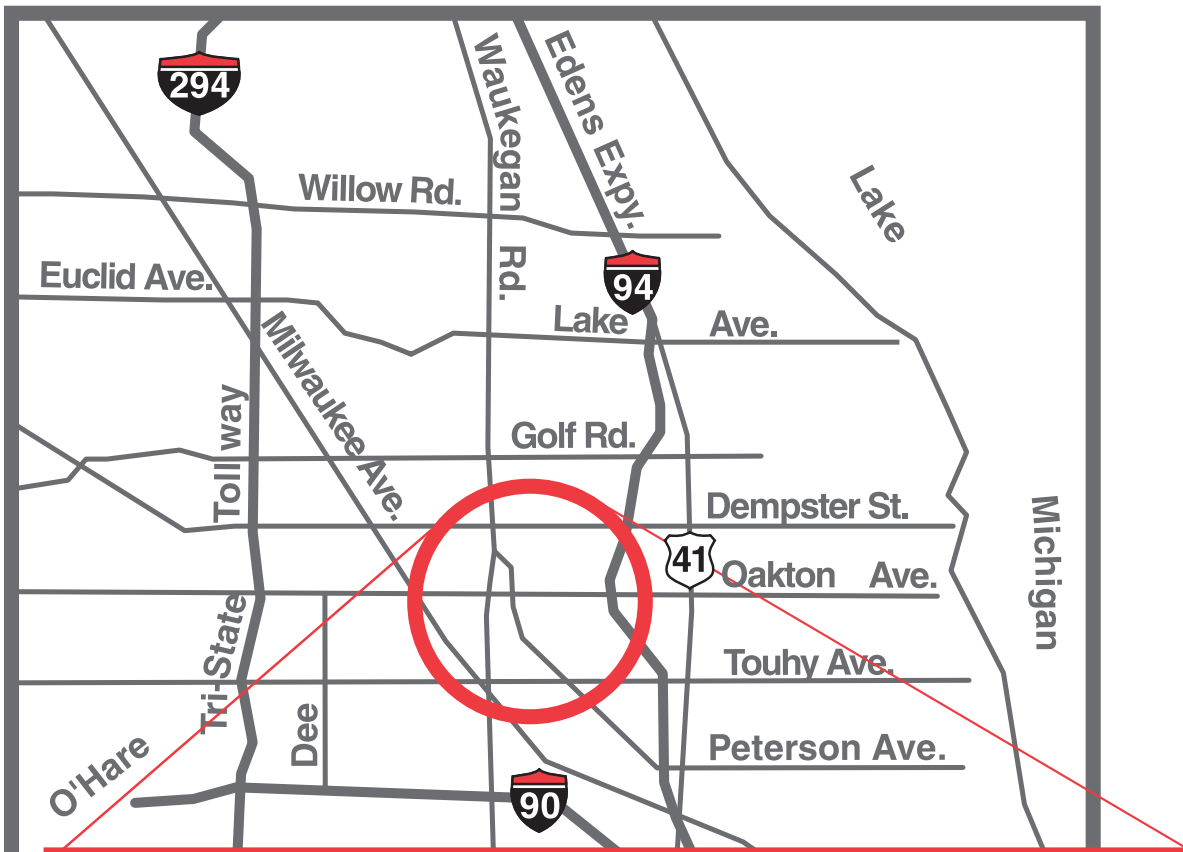 294
Waukegan Rd.
Edens Expy.
Willow Rd.
Lake Michigan
Euclid Ave.
94
Lake Ave.
Milwaukee Ave.
Tri-State Tollway
Golf Rd.
Dempster St.
41
Oakton Ave.
Touhy Ave.
Dee
O'Hare
Peterson Ave.
90